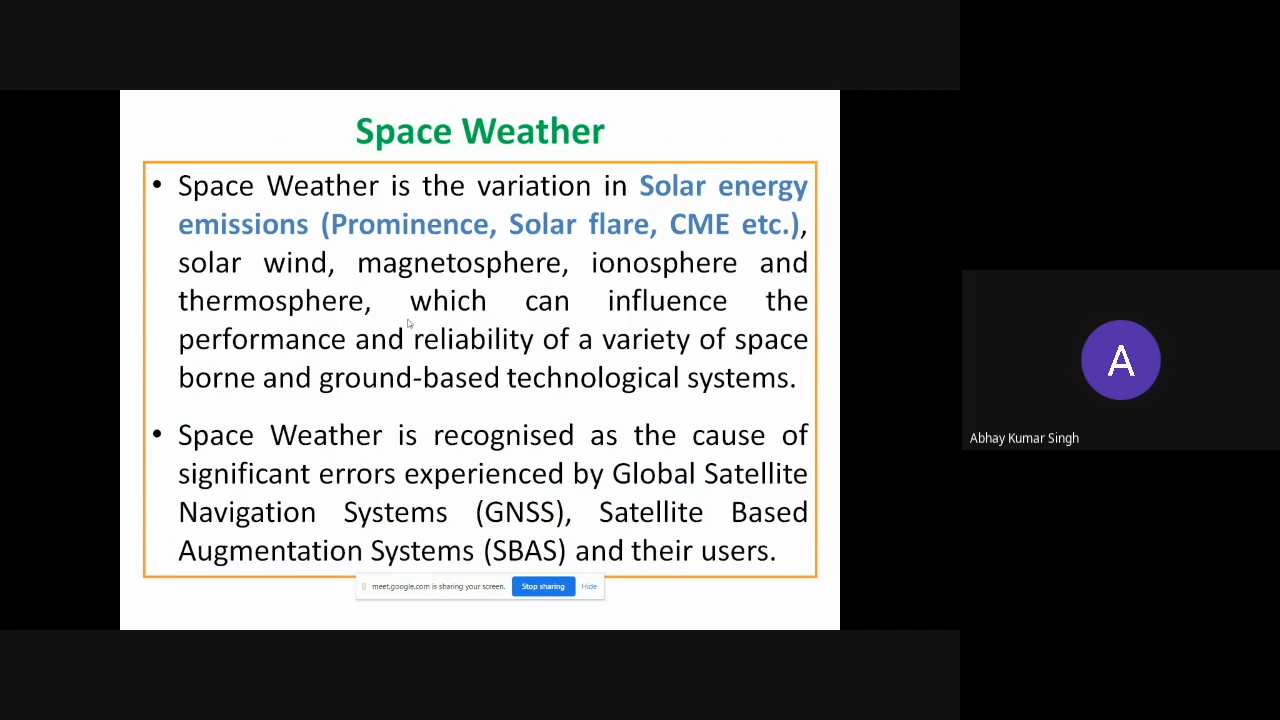 Space Weather
• Space Weather is the variation in Solar energy
emissions (Prominence, Solar flare, CME etc.),
solar wind, magnetosphere, ionosphere and
thermosphere, which can influence the
performance and reliability of a variety of space
borne and ground-based technological systems.
• Space Weather is recognised as the cause of
significant errors experienced by Global Satellite
Navigation Systems (GNSS), Satellite Based
Augmentation Systems (SBAS) and their users.
meet.google.com is sharing your screen. Stop sharing Hide
A
Abhay Kumar Singh